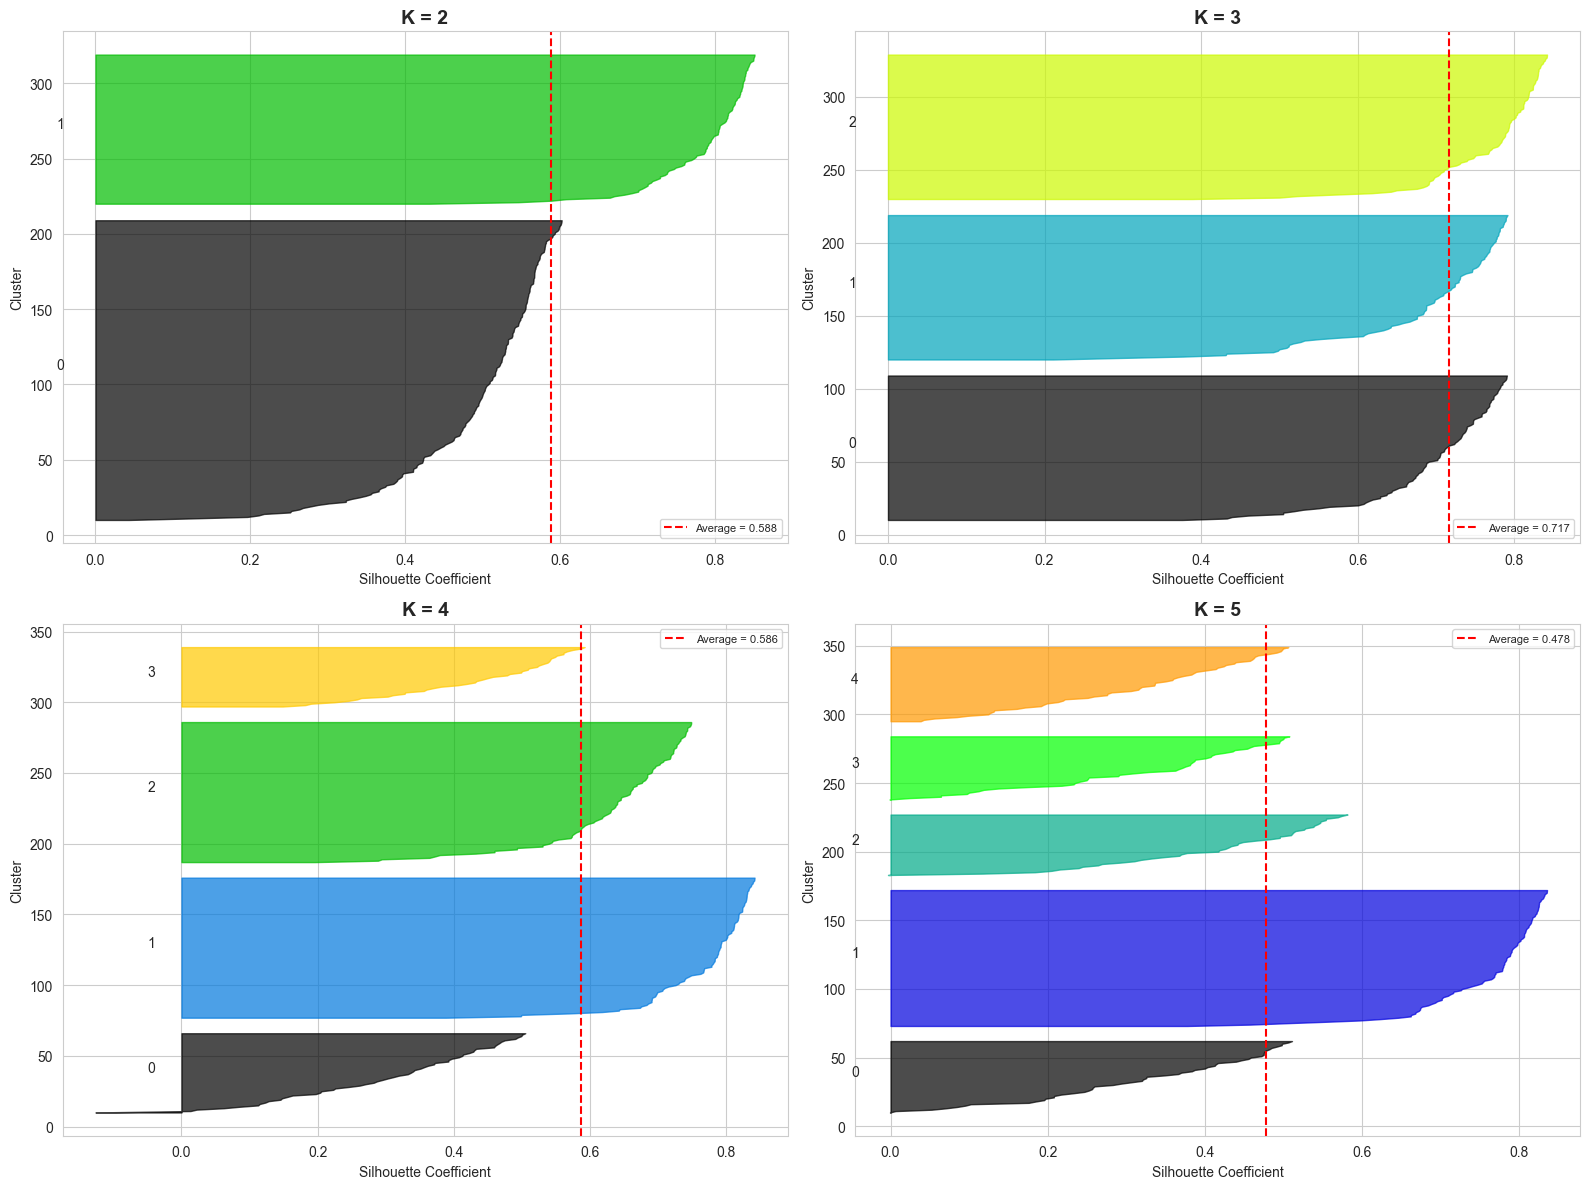 K = 2
300
250
200
150
100
50
0
Cluster
1
0
Average = 0.588
0.0 0.2 0.4 0.6 0.8
Silhouette Coefficient
K = 3
300
250
200
150
100
50
0
Cluster
2
1
0
Average = 0.717
0.0 0.2 0.4 0.6 0.8
Silhouette Coefficient
K = 4
350
300
250
200
150
100
50
0
Cluster
3
2
1
0
Average = 0.586
0.0 0.2 0.4 0.6 0.8
Silhouette Coefficient
K = 5
350
300
250
200
150
100
50
0
Cluster
4
3
2
1
0
Average = 0.478
0.0 0.2 0.4 0.6 0.8
Silhouette Coefficient